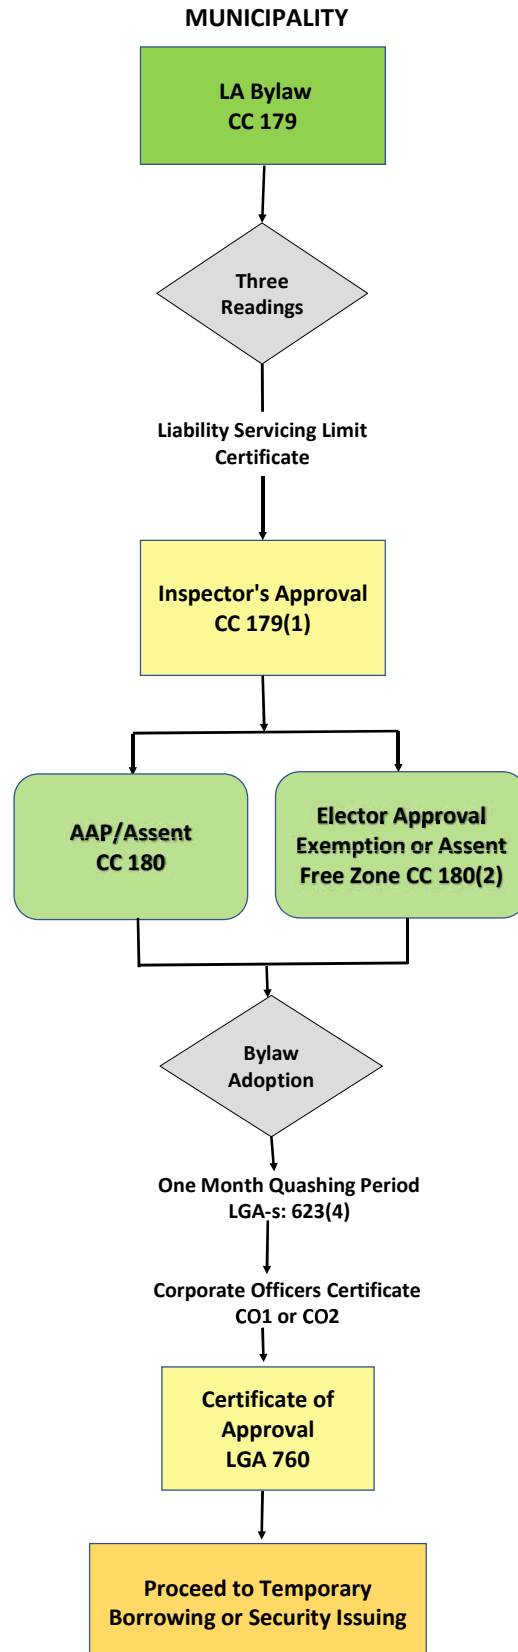 MUNICIPALITY
LA Bylaw
CC 179
Three
Readings
Liability Servicing Limit
Certificate
Inspector's Approval
CC 179(1)
AAP/Assent
CC 180
Elector Approval
Exemption or Assent
Free Zone CC 180(2)
Bylaw
Adoption
One Month Quashing Period
LGA-s: 623(4)
Corporate Officers Certificate
CO1 or CO2
Certificate of
Approval
LGA 760
Proceed to Temporary
Borrowing or Security Issuing